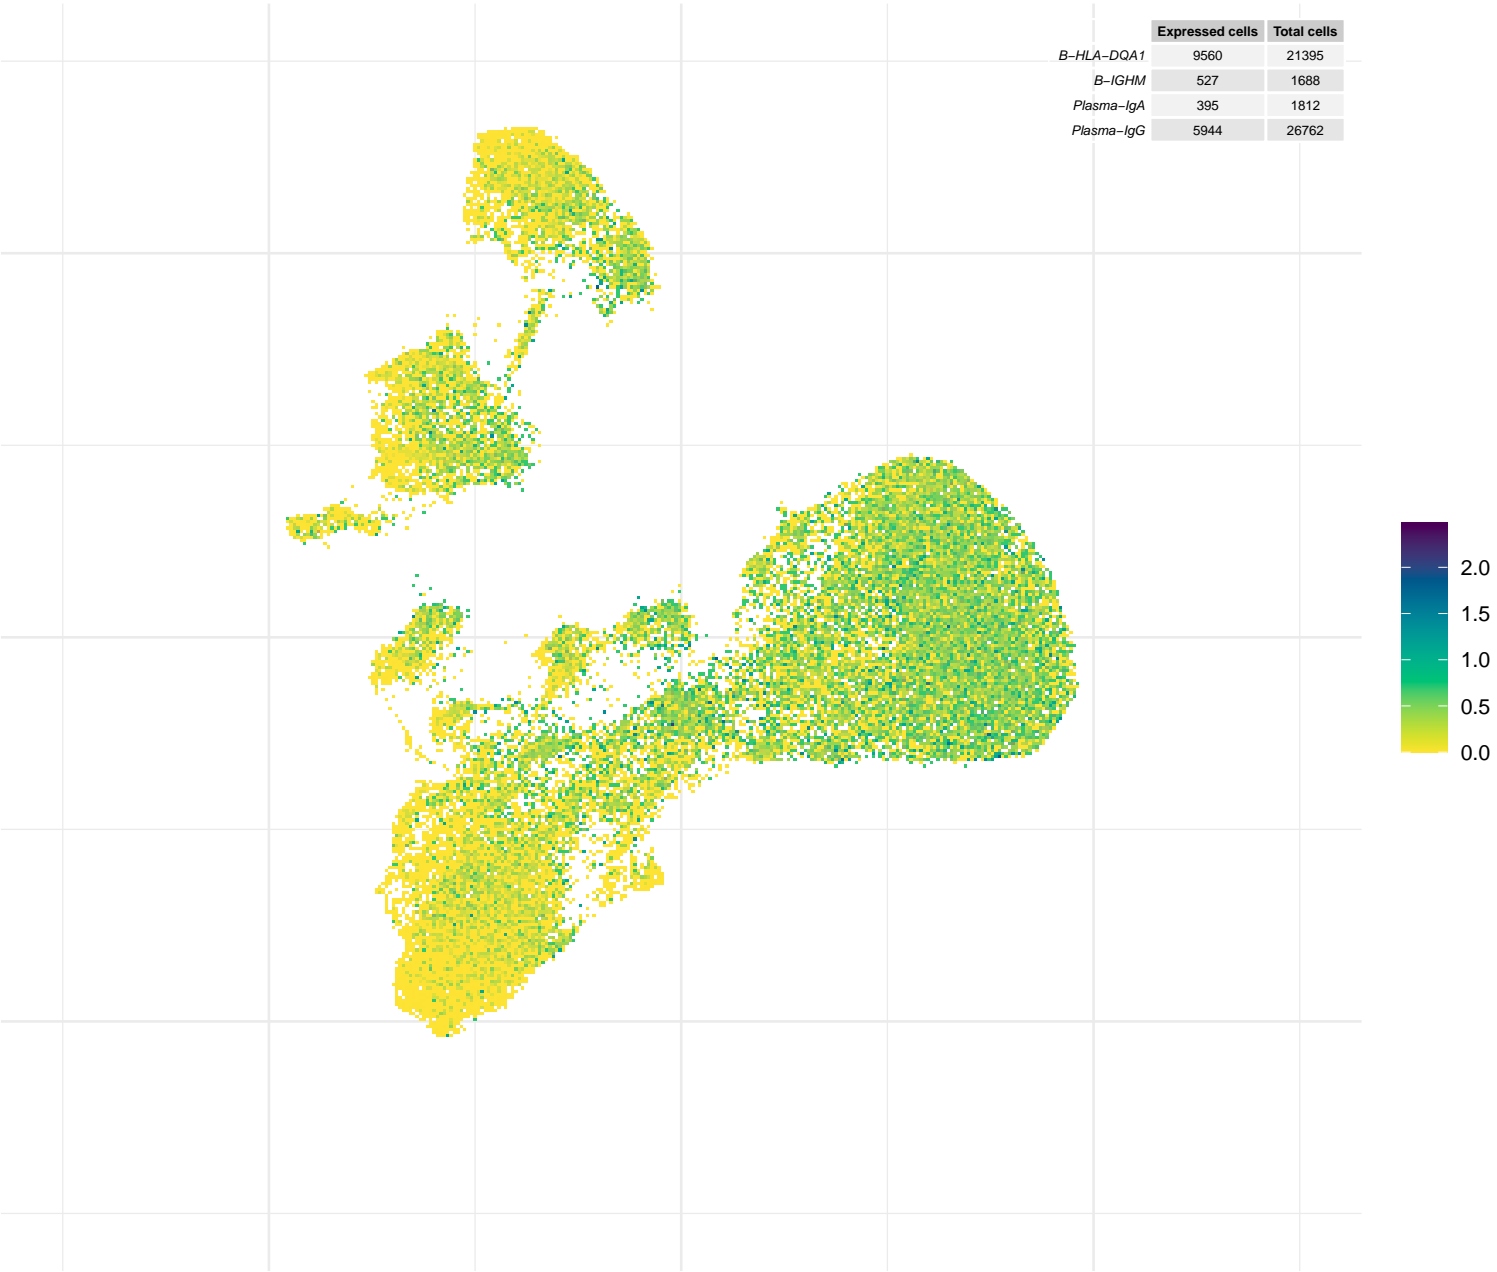 Expressed cells Total cells
B−HLA−DQA1 9560 21395
B−IGHM 527 1688
Plasma−IgA 395 1812
Plasma−IgG 5944 26762
2.0
1.5
1.0
0.5
0.0